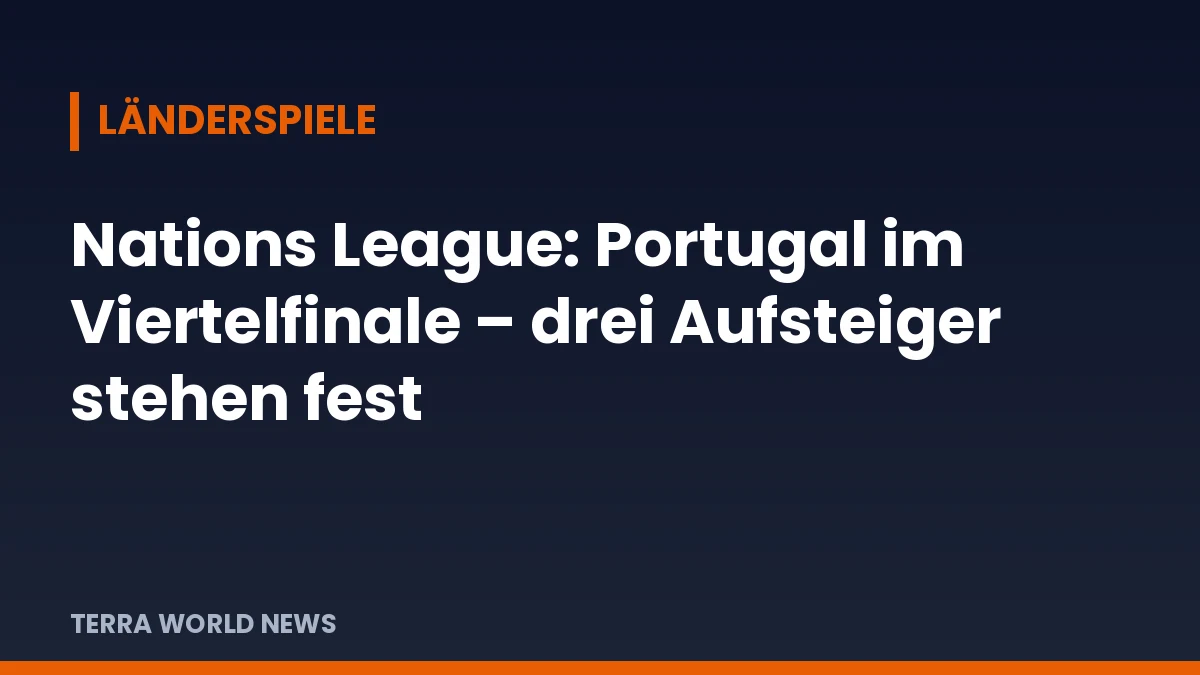 LÄNDERSPIELE
Nations League: Portugal im
Viertelfinale – drei Aufsteiger
stehen fest
TERRA WORLD NEWS